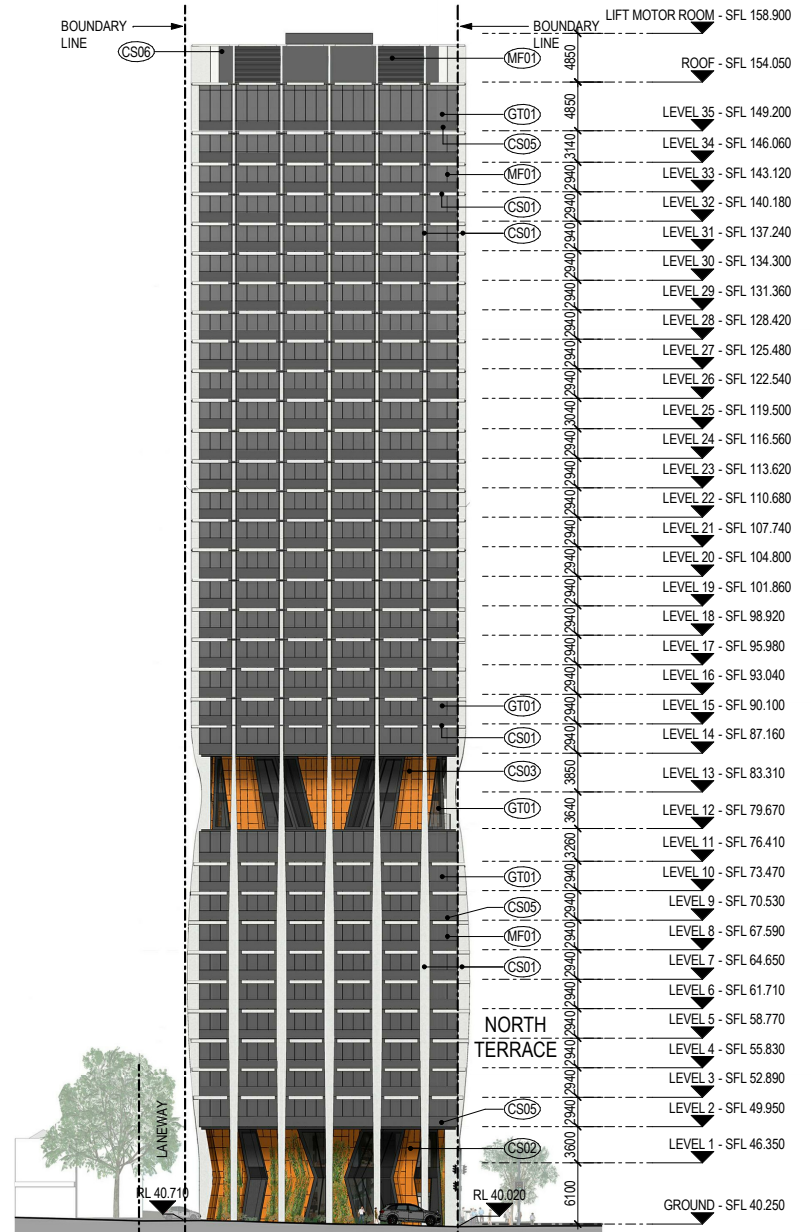 LIFT MOTOR ROOM - SFL 158.900
BOUNDARY
LINE
BOUNDARY
LINE
CS06
MF01
4850
ROOF - SFL 154.050
4850
GT01
LEVEL 35 - SFL 149.200
CS05
3140
LEVEL 34 - SFL 146.060
MF01
2940
LEVEL 33 - SFL 143.120
CS01
2940
LEVEL 32 - SFL 140.180
CS01
2940
LEVEL 31 - SFL 137.240
2940
LEVEL 30 - SFL 134.300
2940
LEVEL 29 - SFL 131.360
2940
LEVEL 28 - SFL 128.420
2940
LEVEL 27 - SFL 125.480
2940
LEVEL 26 - SFL 122.540
3040
LEVEL 25 - SFL 119.500
2940
LEVEL 24 - SFL 116.560
2940
LEVEL 23 - SFL 113.620
2940
LEVEL 22 - SFL 110.680
2940
LEVEL 21 - SFL 107.740
2940
LEVEL 20 - SFL 104.800
2940
LEVEL 19 - SFL 101.860
2940
LEVEL 18 - SFL 98.920
2940
LEVEL 17 - SFL 95.980
2940
LEVEL 16 - SFL 93.040
GT01
2940
LEVEL 15 - SFL 90.100
CS01
2940
LEVEL 14 - SFL 87.160
CS03
3850
LEVEL 13 - SFL 83.310
GT01
3640
LEVEL 12 - SFL 79.670
3260
LEVEL 11 - SFL 76.410
GT01
2940
LEVEL 10 - SFL 73.470
CS05
2940
LEVEL 9 - SFL 70.530
MF01
2940
LEVEL 8 - SFL 67.590
CS01
2940
LEVEL 7 - SFL 64.650
2940
LEVEL 6 - SFL 61.710
NORTH
TERRACE
2940
LEVEL 5 - SFL 58.770
2940
LEVEL 4 - SFL 55.830
2940
LEVEL 3 - SFL 52.890
CS05
2940
LEVEL 2 - SFL 49.950
LANEWAY
CS02
3600
LEVEL 1 - SFL 46.350
RL 40.710
RL 40.020
6100
GROUND - SFL 40.250